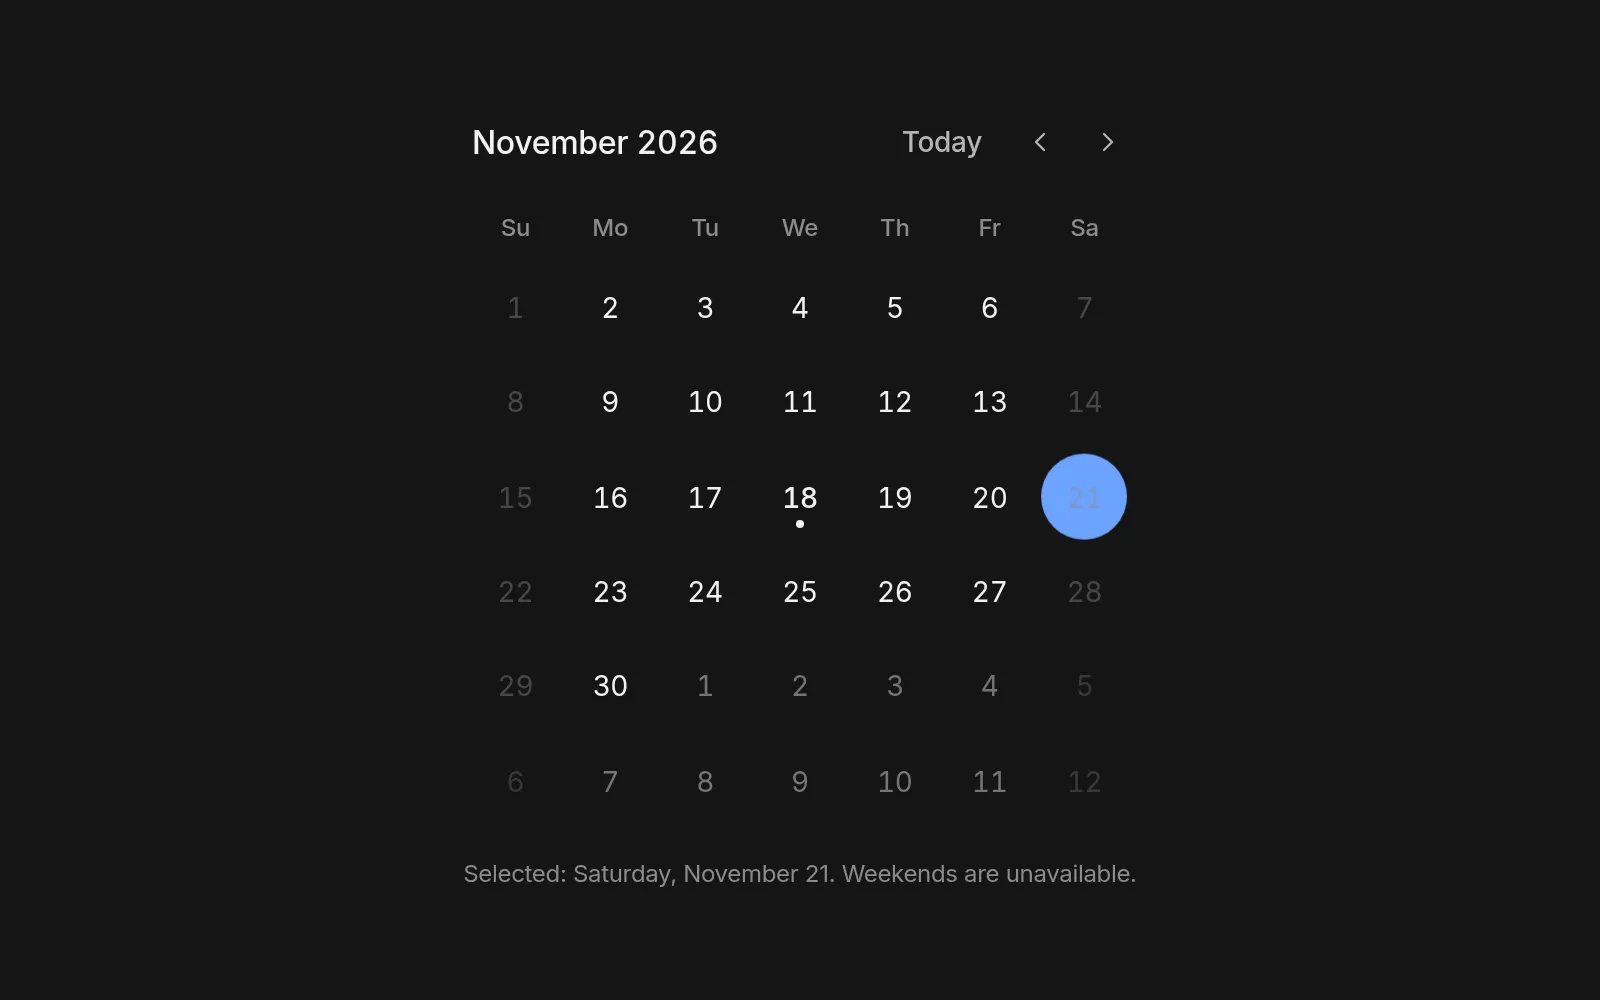 November 2026 Today
Su Mo Tu We Th Fr Sa
1 2 3 4 5 6 7
8 9 10 11 12 13 14
15 16 17 18 19 20 21
22 23 24 25 26 27 28
29 30 1 2 3 4 5
6 7 8 9 10 11 12
Selected: Saturday, November 21. Weekends are unavailable.